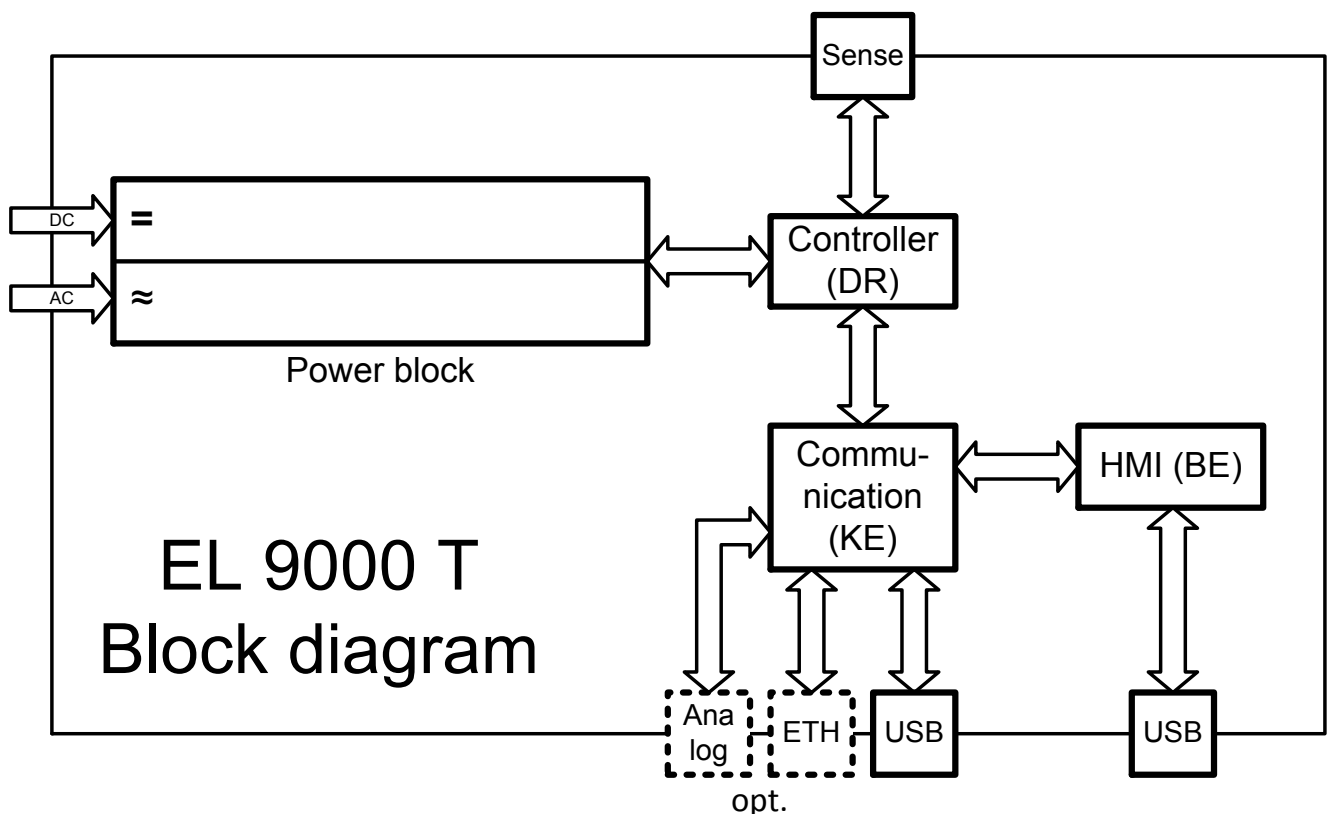 Sense
DC
=
Controller
(DR)
AC
≈
Power block
Commu-
nication
(KE)
HMI (BE)
EL 9000 T
Block diagram
Ana
log
ETH
USB
USB
opt.